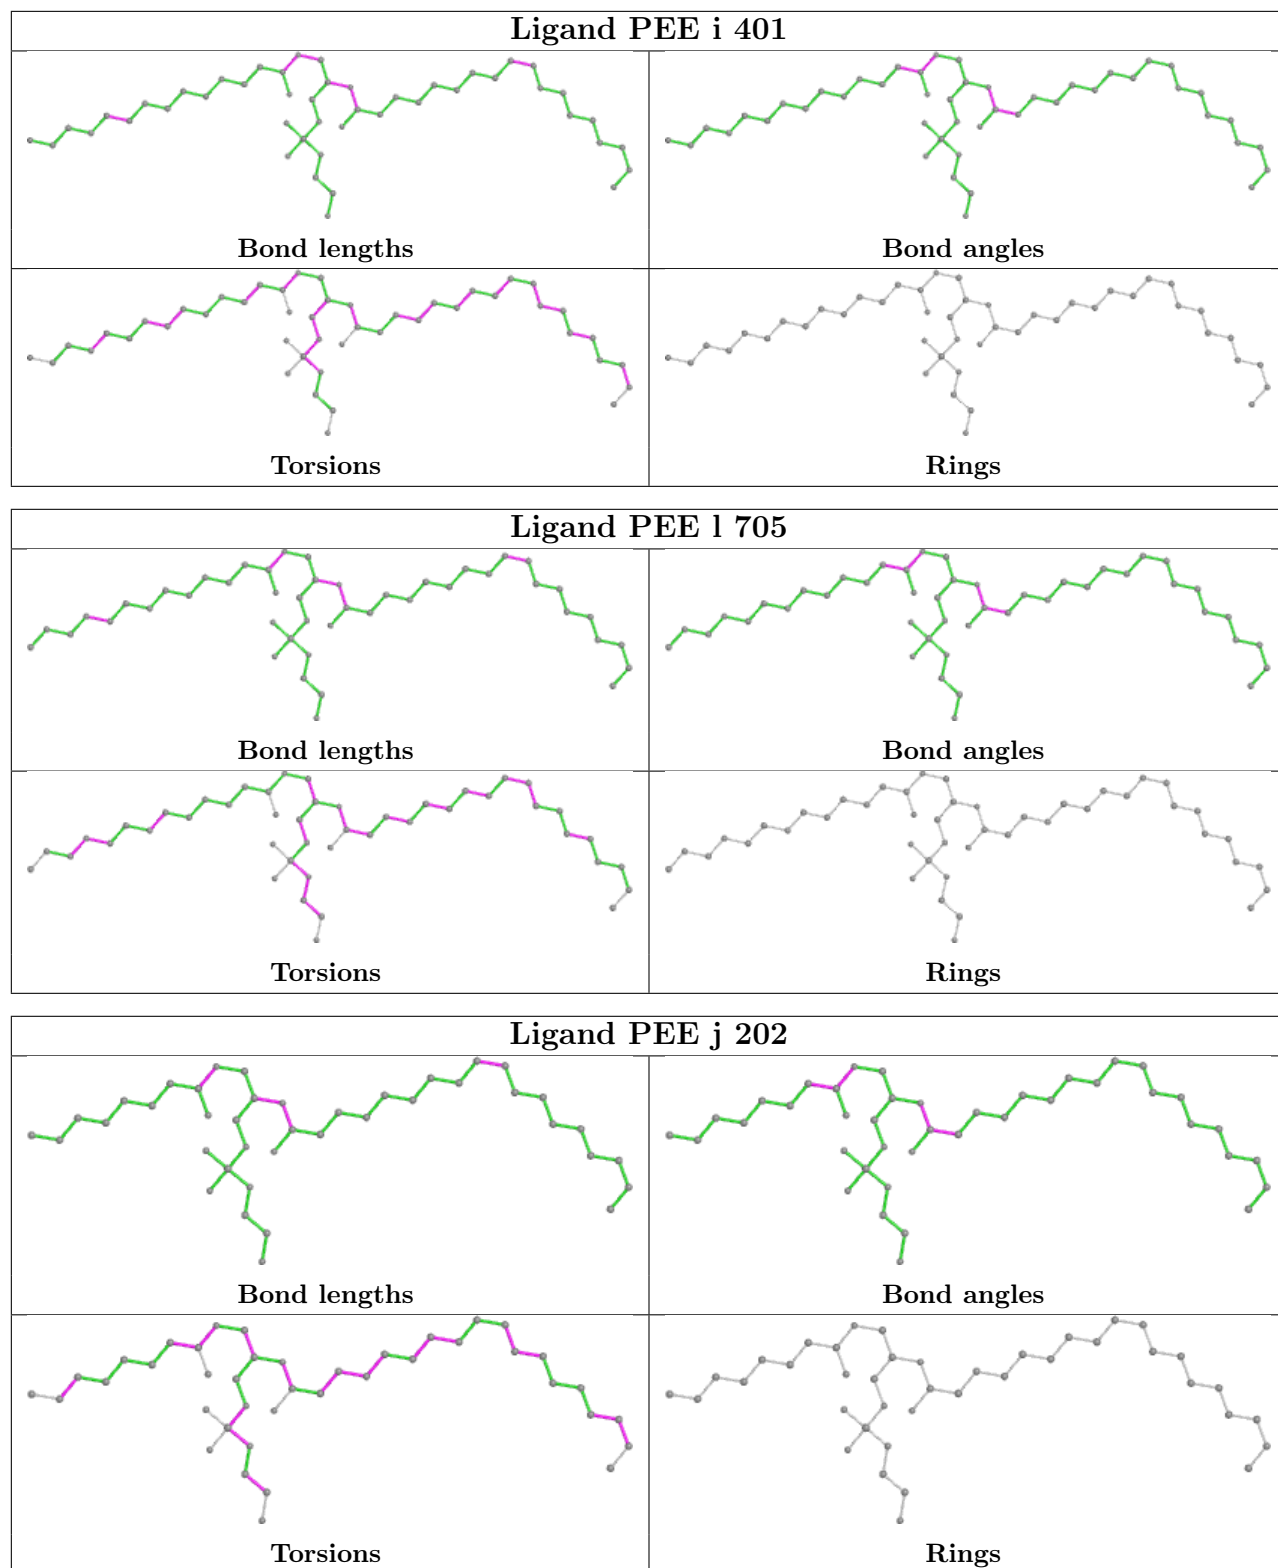 Ligand PEE i 401
Bond lengths
Bond angles
Torsions
Rings
Ligand PEE l 705
Bond lengths
Bond angles
Torsions
Rings
Ligand PEE j 202
Bond lengths
Bond angles
Torsions
Rings